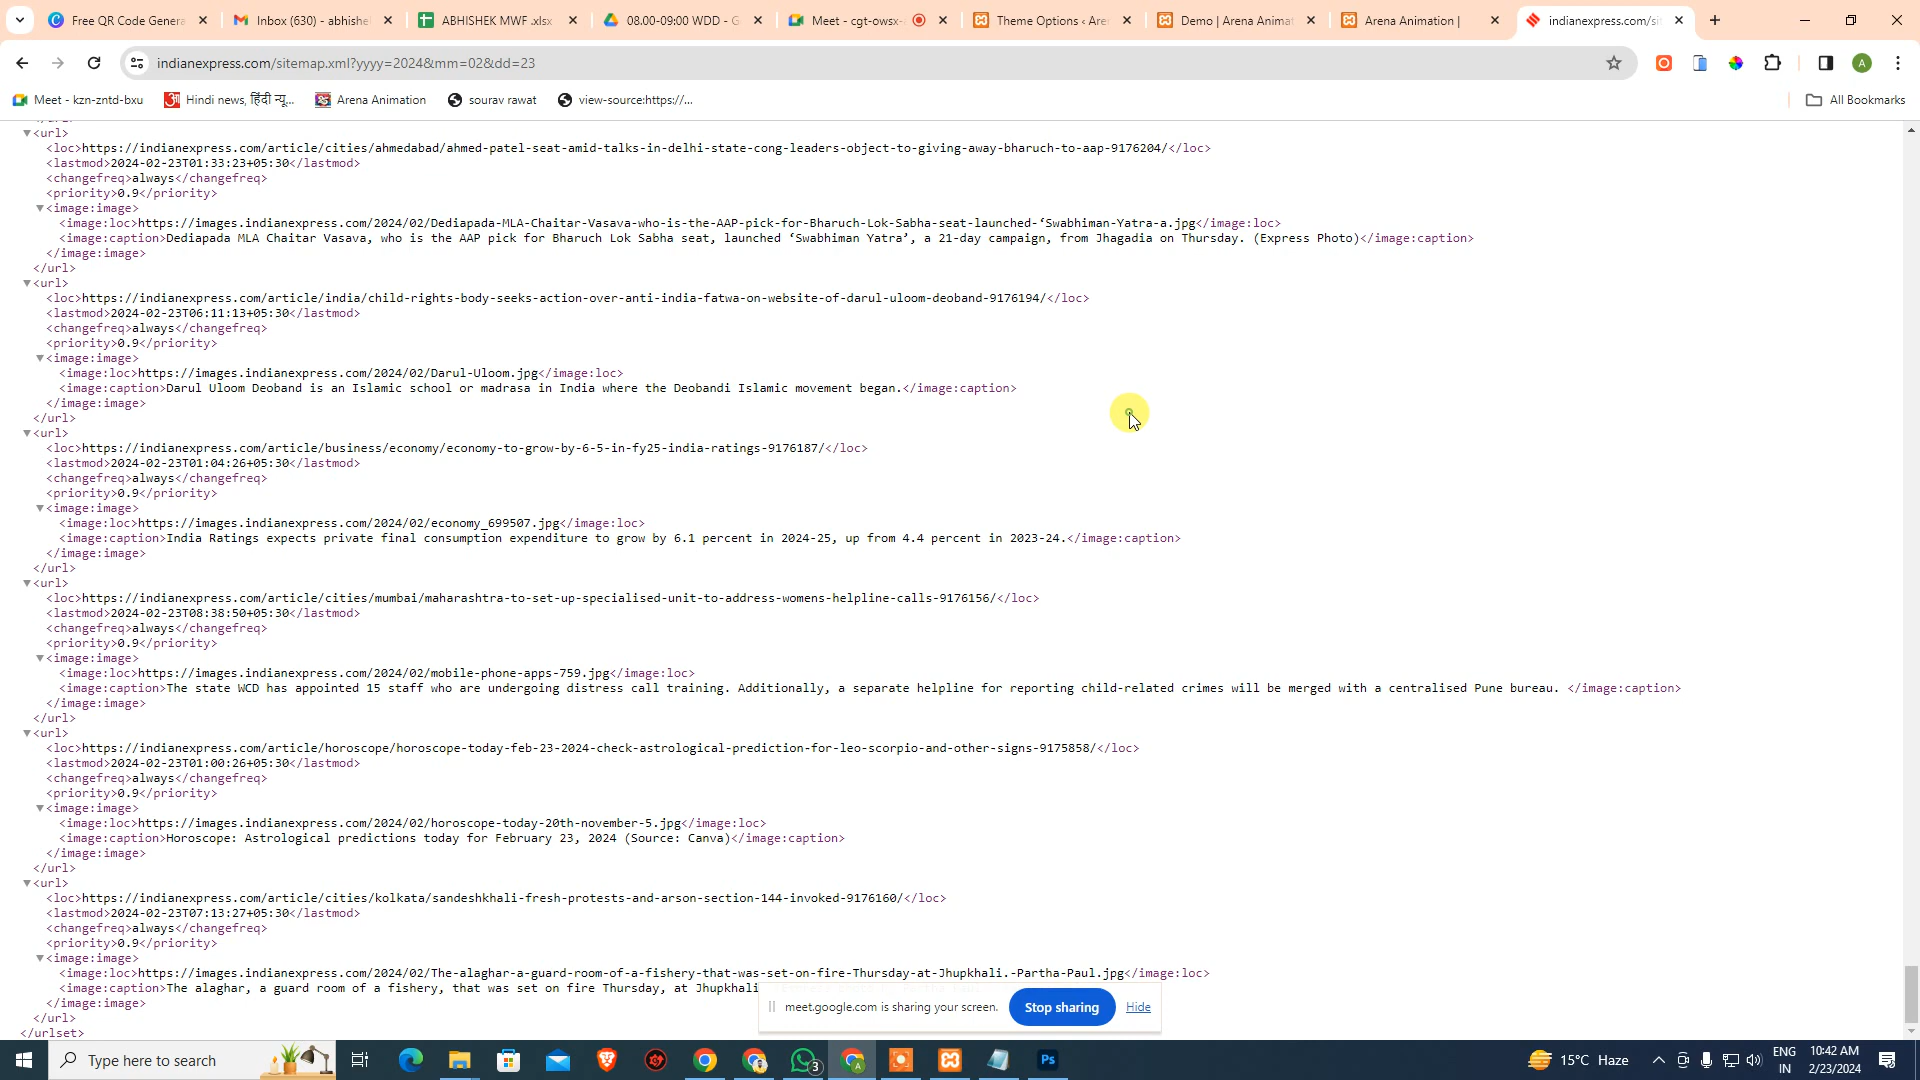 Free QR Code Genera
Inbox (630) - abhishe
ABHISHEK MWF .xlsx
08.00-09:00 WDD - G
Meet - cgt-owsx-
Theme Options ‹ Are
Demo | Arena Animat
Arena Animation |
indianexpress.com/si
indianexpress.com/sitemap.xml?yyyy=2024&mm=02&dd=23
Meet - kzn-zntd-bxu
Hindi news, हिंदी न्यू...
Arena Animation
sourav rawat
view-source:https://...
All Bookmarks
<url>
<loc>https://indianexpress.com/article/cities/ahmedabad/ahmed-patel-seat-amid-talks-in-delhi-state-cong-leaders-object-to-giving-away-bharuch-to-aap-9176204/</loc>
<lastmod>2024-02-23T01:33:23+05:30</lastmod>
<changefreq>always</changefreq>
<priority>0.9</priority>
<image:image>
<image:loc>https://images.indianexpress.com/2024/02/Dediapada-MLA-Chaitar-Vasava-who-is-the-AAP-pick-for-Bharuch-Lok-Sabha-seat-launched-‘Swabhiman-Yatra-a.jpg</image:loc>
<image:caption>Dediapada MLA Chaitar Vasava, who is the AAP pick for Bharuch Lok Sabha seat, launched ‘Swabhiman Yatra’, a 21-day campaign, from Jhagadia on Thursday. (Express Photo)</image:caption>
</image:image>
</url>
<url>
<loc>https://indianexpress.com/article/india/child-rights-body-seeks-action-over-anti-india-fatwa-on-website-of-darul-uloom-deoband-9176194/</loc>
<lastmod>2024-02-23T06:11:13+05:30</lastmod>
<changefreq>always</changefreq>
<priority>0.9</priority>
<image:image>
<image:loc>https://images.indianexpress.com/2024/02/Darul-Uloom.jpg</image:loc>
<image:caption>Darul Uloom Deoband is an Islamic school or madrasa in India where the Deobandi Islamic movement began.</image:caption>
</image:image>
</url>
<url>
<loc>https://indianexpress.com/article/business/economy/economy-to-grow-by-6-5-in-fy25-india-ratings-9176187/</loc>
<lastmod>2024-02-23T01:04:26+05:30</lastmod>
<changefreq>always</changefreq>
<priority>0.9</priority>
<image:image>
<image:loc>https://images.indianexpress.com/2024/02/economy_699507.jpg</image:loc>
<image:caption>India Ratings expects private final consumption expenditure to grow by 6.1 percent in 2024-25, up from 4.4 percent in 2023-24.</image:caption>
</image:image>
</url>
<url>
<loc>https://indianexpress.com/article/cities/mumbai/maharashtra-to-set-up-specialised-unit-to-address-womens-helpline-calls-9176156/</loc>
<lastmod>2024-02-23T08:38:50+05:30</lastmod>
<changefreq>always</changefreq>
<priority>0.9</priority>
<image:image>
<image:loc>https://images.indianexpress.com/2024/02/mobile-phone-apps-759.jpg</image:loc>
<image:caption>The state WCD has appointed 15 staff who are undergoing distress call training. Additionally, a separate helpline for reporting child-related crimes will be merged with a centralised Pune bureau. </image:caption>
</image:image>
</url>
<url>
<loc>https://indianexpress.com/article/horoscope/horoscope-today-feb-23-2024-check-astrological-prediction-for-leo-scorpio-and-other-signs-9175858/</loc>
<lastmod>2024-02-23T01:00:26+05:30</lastmod>
<changefreq>always</changefreq>
<priority>0.9</priority>
<image:image>
<image:loc>https://images.indianexpress.com/2024/02/horoscope-today-20th-november-5.jpg</image:loc>
<image:caption>Horoscope: Astrological predictions today for February 23, 2024 (Source: Canva)</image:caption>
</image:image>
</url>
<url>
<loc>https://indianexpress.com/article/cities/kolkata/sandeshkhali-fresh-protests-and-arson-section-144-invoked-9176160/</loc>
<lastmod>2024-02-23T07:13:27+05:30</lastmod>
<changefreq>always</changefreq>
<priority>0.9</priority>
<image:image>
<image:loc>https://images.indianexpress.com/2024/02/The-alaghar-a-guard-room-of-a-fishery-that-was-set-on-fire-Thursday-at-Jhupkhali.-Partha-Paul.jpg</image:loc>
<image:caption>The alaghar, a guard room of a fishery, that was set on fire Thursday, at Jhupkhali
</image:image>
</url>
</urlset>
meet.google.com is sharing your screen.
Stop sharing
Hide
Type here to search
3
Ps
15°C Haze
ENG
IN
10:42 AM
2/23/2024